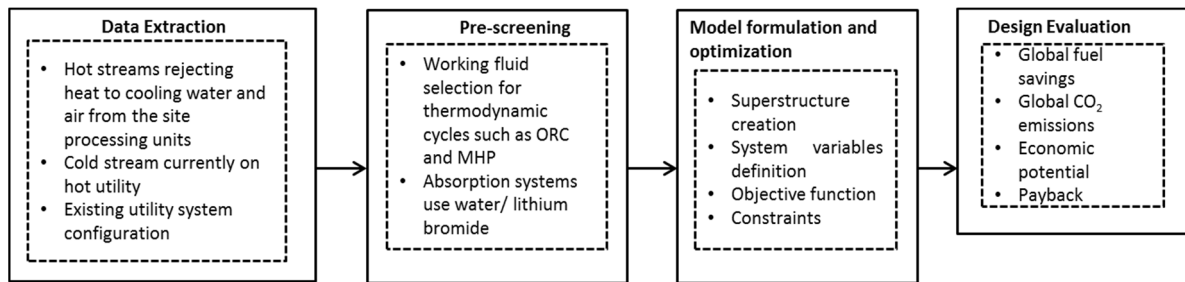 Data Extraction
• Hot streams rejecting
heat to cooling water and
air from the site
processing units
• Cold stream currently on
hot utility
• Existing utility system
configuration
Pre-screening
• Working fluid
selection for
thermodynamic
cycles such as ORC
and MHP
• Absorption systems
use water/ lithium
bromide
Model formulation and
optimization
• Superstructure
creation
• System variables
definition
• Objective function
• Constraints
Design Evaluation
• Global fuel
savings
• Global CO₂
emissions
• Economic
potential
• Payback